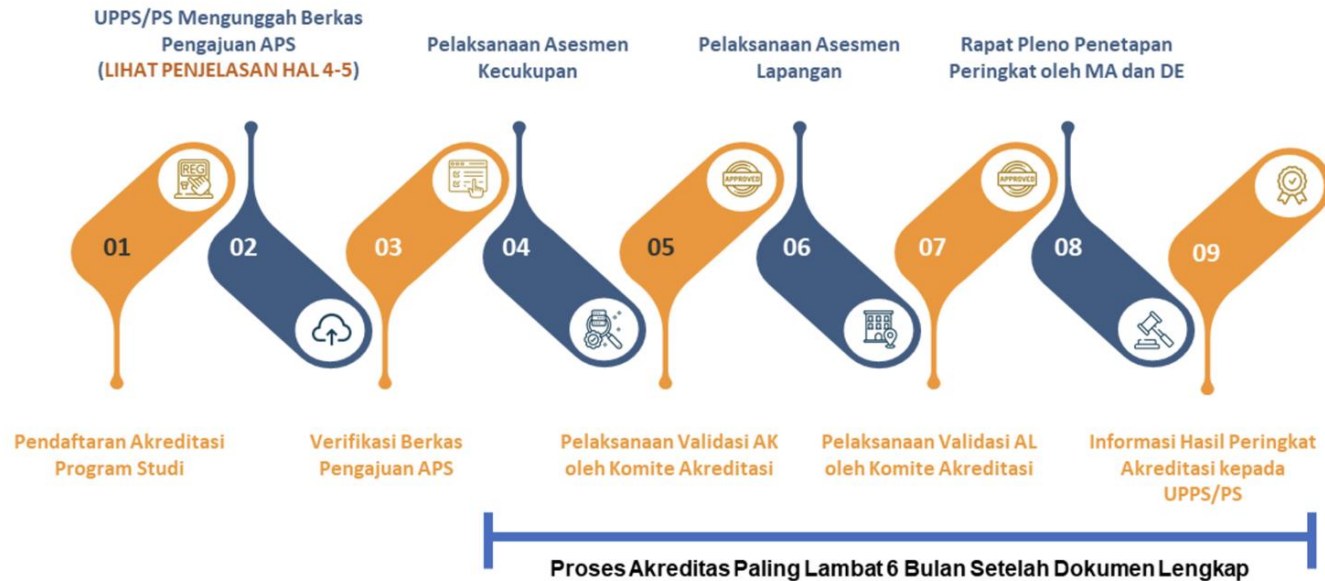 UPPS/PS Mengunggah Berkas
Pengajuan APS
(LIHAT PENJELASAN HAL 4-5)
Pelaksanaan Asesmen
Kecukupan
Pelaksanaan Asesmen
Lapangan
Rapat Pleno Penetapan
Peringkat oleh MA dan DE
REG
APPROVED
APPROVED
01
02
03
04
05
06
07
08
09
Pendaftaran Akreditasi
Program Studi
Verifikasi Berkas
Pengajuan APS
Pelaksanaan Validasi AK
oleh Komite Akreditasi
Pelaksanaan Validasi AL
oleh Komite Akreditasi
Informasi Hasil Peringkat
Akreditasi kepada
UPPS/PS
Proses Akreditas Paling Lambat 6 Bulan Setelah Dokumen Lengkap